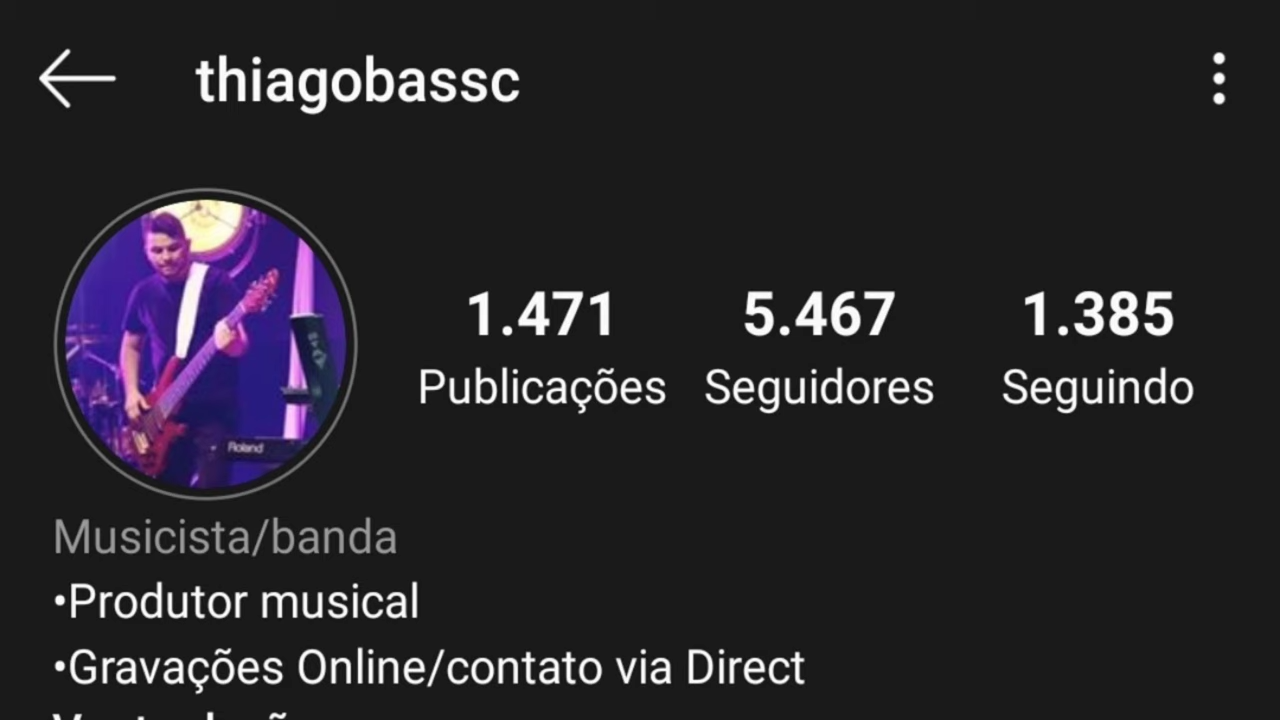 thiagobassc
1.471 5.467 1.385
Publicações Seguidores Seguindo
Roland
Musicista/banda
•Produtor musical
•Gravações Online/contato via Direct